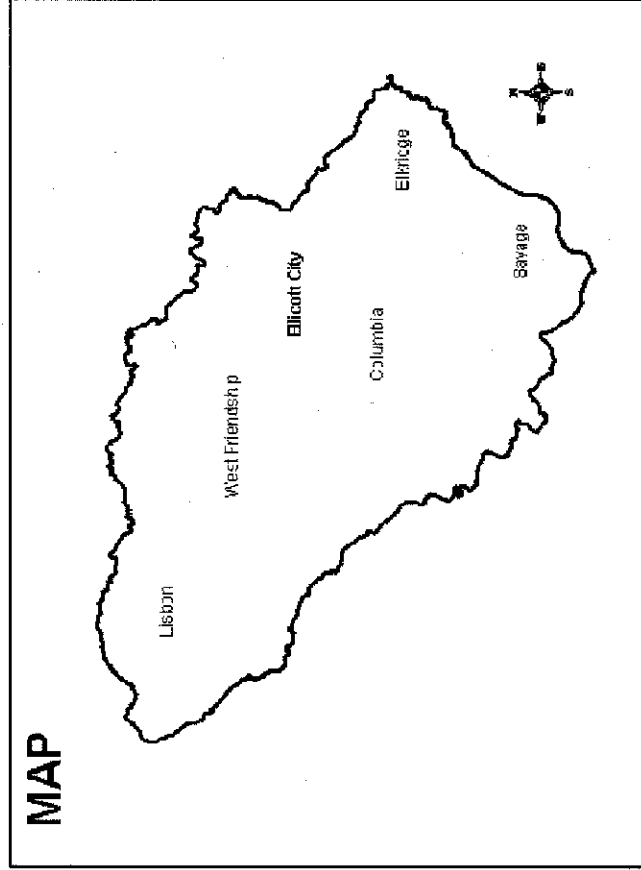 MAP
Lisbon
West Friendship
Ellicott City
Columbia
Elkridge
Savage
N
W
E
S